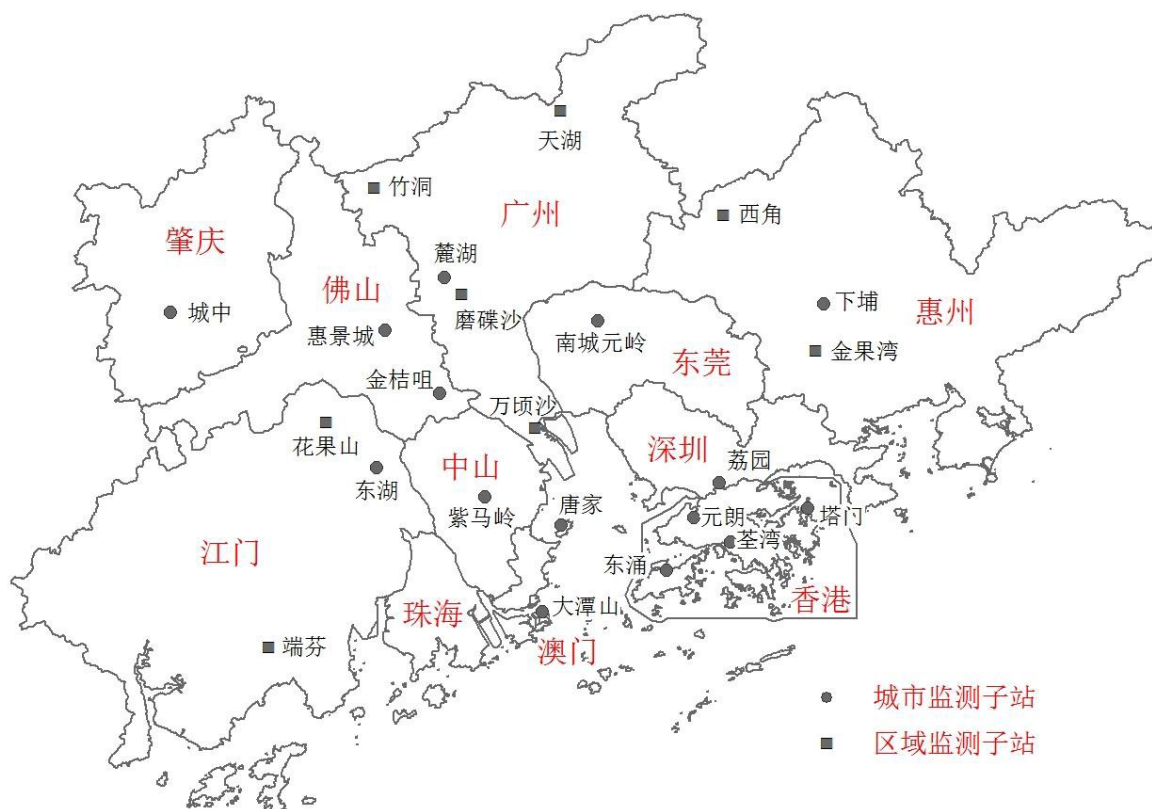 天湖
竹洞
广州
西角
肇庆
麓湖
佛山
磨碟沙
下埔
惠州
城中
惠景城
南城元岭
金果湾
东莞
金桔咀
万顷沙
花果山
深圳
荔园
中山
东湖
紫马岭
唐家
元朗
塔门
荃湾
江门
东涌
香港
珠海
大潭山
澳门
端芬
城市监测子站
区域监测子站